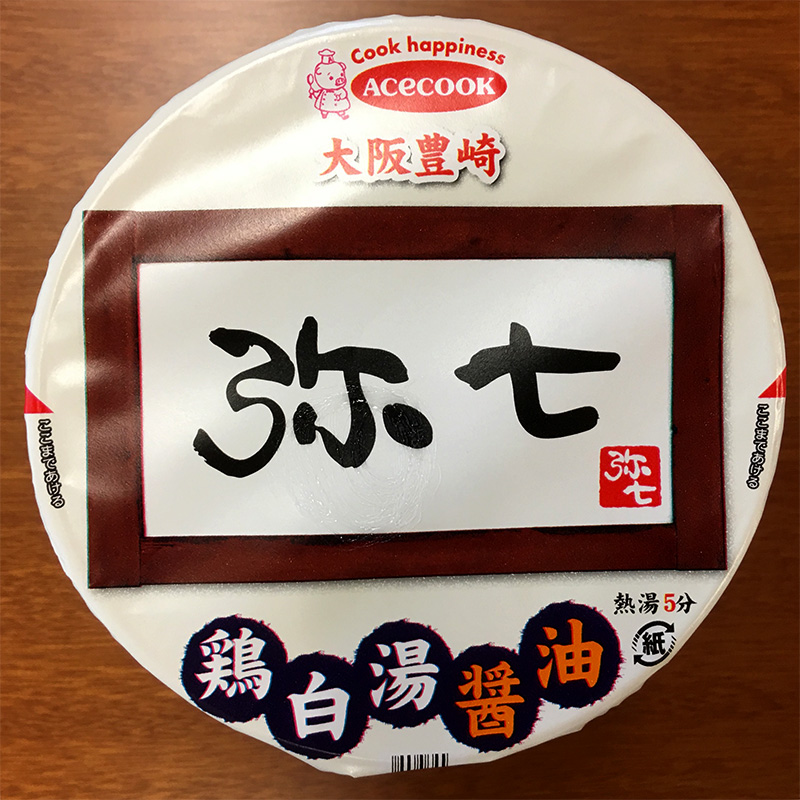 Cook happiness
ACECOOK
大阪豊崎
弥七
弥七
ここまであける
ここまであける
熱湯5分
紙
鶏白湯醤油